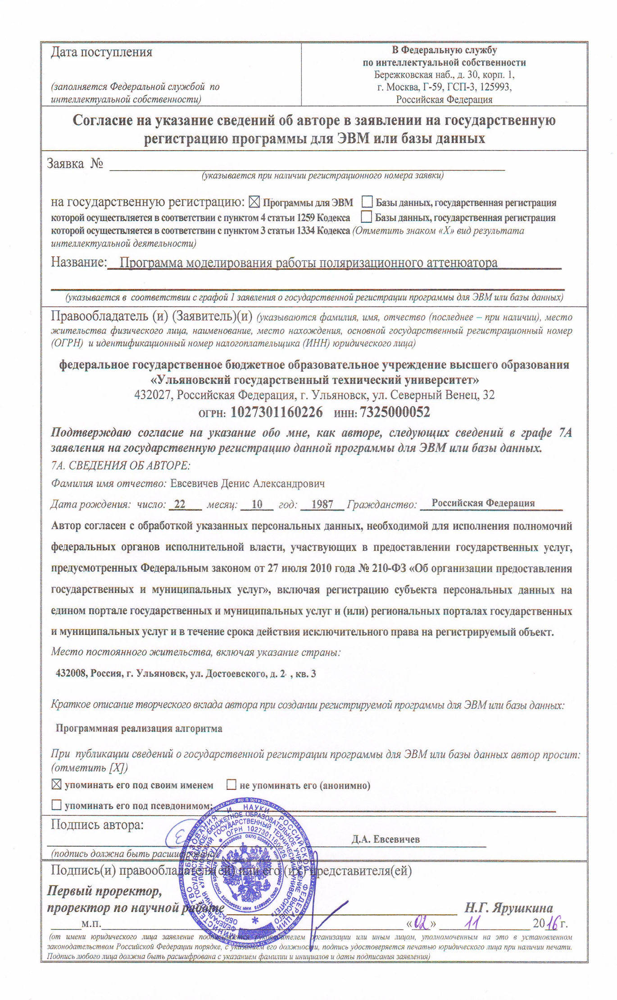 Дата поступления
(заполняется Федеральной службой по
интеллектуальной собственности)
В Федеральную службу
по интеллектуальной собственности
Бережковская наб., д. 30, корп. 1,
г. Москва, Г-59, ГСП-3, 125993,
Российская Федерация
Согласие на указание сведений об авторе в заявлении на государственную
регистрацию программы для ЭВМ или базы данных
Заявка №
(указывается при наличии регистрационного номера заявки)
на государственную регистрацию: ☒ Программы для ЭВМ ☐ Базы данных, государственная регистрация
которой осуществляется в соответствии с пунктом 4 статьи 1259 Кодекса ☐ Базы данных, государственная регистрация
которой осуществляется в соответствии с пунктом 3 статьи 1334 Кодекса (Отметить знаком «X» вид результата
интеллектуальной деятельности)
Название: Программа моделирования работы поляризационного аттенюатора
(указывается в соответствии с графой 1 заявления о государственной регистрации программы для ЭВМ или базы данных)
Правообладатель (и) (Заявитель)(и) (указываются фамилия, имя, отчество (последнее – при наличии), место
жительства физического лица, наименование, место нахождения, основной государственный регистрационный номер
(ОГРН) и идентификационный номер налогоплательщика (ИНН) юридического лица)
федеральное государственное бюджетное образовательное учреждение высшего образования
«Ульяновский государственный технический университет»
432027, Российская Федерация, г. Ульяновск, ул. Северный Венец, 32
ОГРН: 1027301160226 ИНН: 7325000052
Подтверждаю согласие на указание обо мне, как авторе, следующих сведений в графе 7А
заявления на государственную регистрацию данной программы для ЭВМ или базы данных.
7А. СВЕДЕНИЯ ОБ АВТОРЕ:
Фамилия имя отчество: Евсевичев Денис Александрович
Дата рождения: число: 22 месяц: 10 год: 1987 Гражданство: Российская Федерация
Автор согласен с обработкой указанных персональных данных, необходимой для исполнения полномочий
федеральных органов исполнительной власти, участвующих в предоставлении государственных услуг,
предусмотренных Федеральным законом от 27 июля 2010 года № 210-ФЗ «Об организации предоставления
государственных и муниципальных услуг», включая регистрацию субъекта персональных данных на
едином портале государственных и муниципальных услуг и (или) региональных порталах государственных
и муниципальных услуг и в течение срока действия исключительного права на регистрируемый объект.
Место постоянного жительства, включая указание страны:
432008, Россия, г. Ульяновск, ул. Достоевского, д. 2 , кв. 3
Краткое описание творческого вклада автора при создании регистрируемой программы для ЭВМ или базы данных:
Программная реализация алгоритма
При публикации сведений о государственной регистрации программы для ЭВМ или базы данных автор просит:
(отметить [X])
☒ упоминать его под своим именем ☐ не упоминать его (анонимно)
☐ упоминать его под псевдонимом:
Подпись автора:
Д.А. Евсевичев
(подпись должна быть расшифрована)
Подпись(и) правообладателя(ей) или его (их) представителя(ей)
Первый проректор,
проректор по научной работе Н.Г. Ярушкина
м.п. «02» 11 2016 г.
(от имени юридического лица заявление подписывается руководителем организации или иным лицом, уполномоченным на это в установленном
законодательством Российской Федерации порядке, с указанием его должности, подпись удостоверяется печатью юридического лица при наличии печати.
Подпись любого лица должна быть расшифрована с указанием фамилии и инициалов и даты подписания заявления)